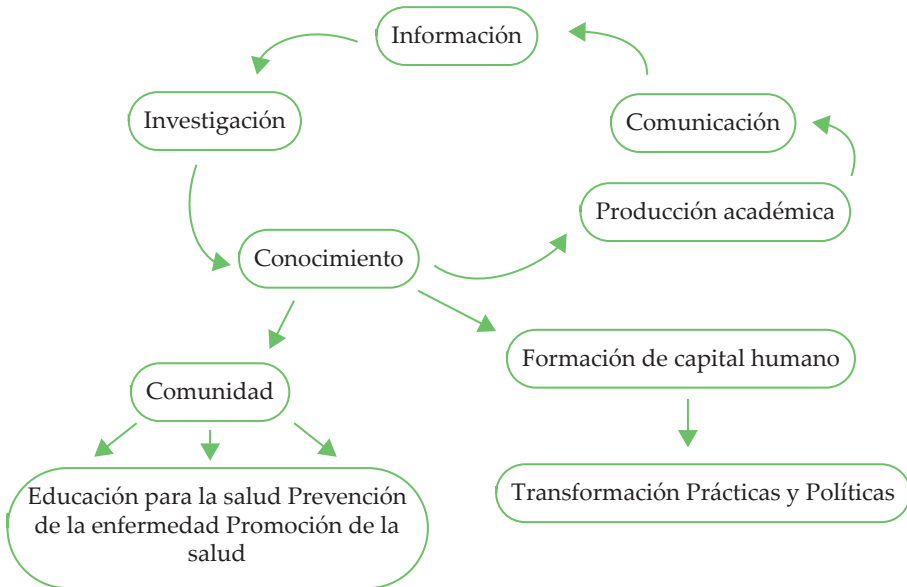 Información
Investigación
Comunicación
Producción académica
Conocimiento
Formación de capital humano
Comunidad
Educación para la salud Prevención
de la enfermedad Promoción de la
salud
Transformación Prácticas y Políticas